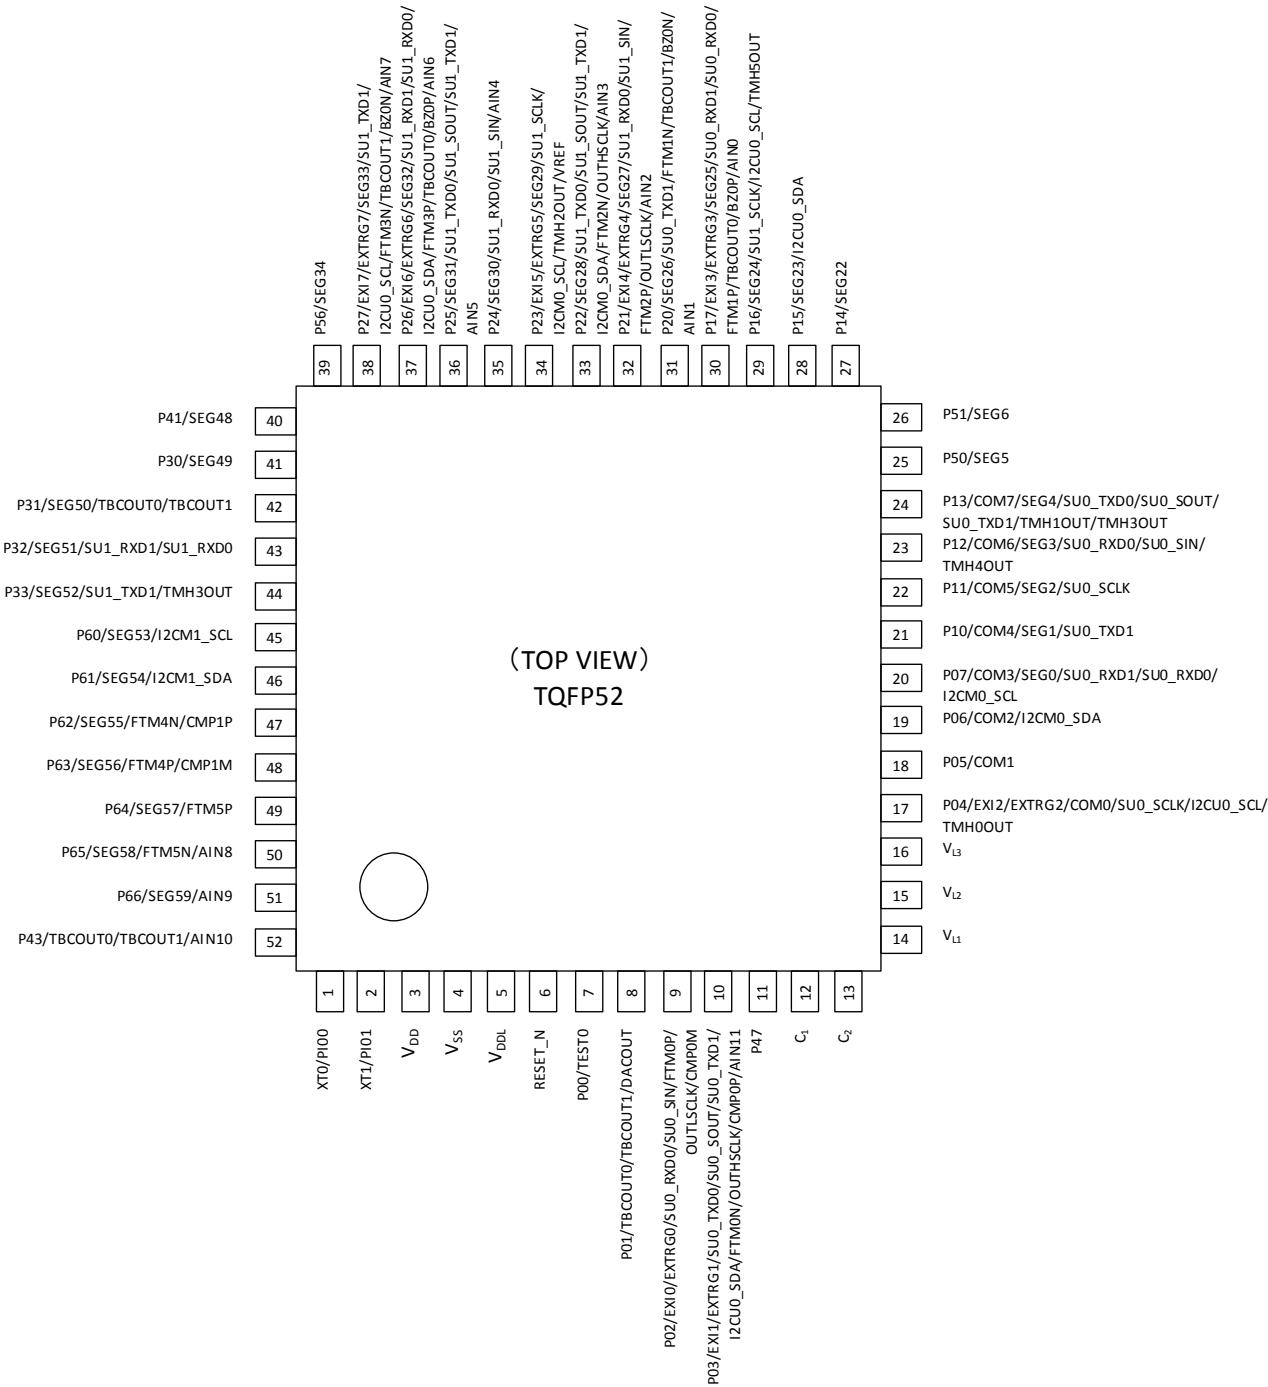 P56/SEG34
P27/EXI7/EXTRG7/SEG33/SU1_TXD1/
I2CU0_SCL/FTM3N/TBCOUT1/BZ0N/AIN7
P26/EXI6/EXTRG6/SEG32/SU1_RXD1/SU1_RXD0/
I2CU0_SDA/FTM3P/TBCOUT0/BZ0P/AIN6
P25/SEG31/SU1_TXD0/SU1_SOUT/SU1_TXD1/
AIN5
P24/SEG30/SU1_RXD0/SU1_SIN/AIN4
P23/EXI5/EXTRG5/SEG29/SU1_SCLK/
I2CM0_SCL/TMH2OUT/VREF
P22/SEG28/SU1_TXD0/SU1_SOUT/SU1_TXD1/
I2CM0_SDA/FTM2N/OUTHSCLK/AIN3
P21/EXI4/EXTRG4/SEG27/SU1_RXD0/SU1_SIN/
FTM2P/OUTLSCLK/AIN2
P20/SEG26/SU0_TXD1/FTM1N/TBCOUT1/BZ0N/
AIN1
P17/EXI3/EXTRG3/SEG25/SU0_RXD1/SU0_RXD0/
FTM1P/TBCOUT0/BZ0P/AIN0
P16/SEG24/SU1_SCLK/I2CU0_SCL/TMH5OUT
P15/SEG23/I2CU0_SDA
P14/SEG22
39
38
37
36
35
34
33
32
31
30
29
28
27
P41/SEG48
40
P30/SEG49
41
P31/SEG50/TBCOUT0/TBCOUT1
42
P32/SEG51/SU1_RXD1/SU1_RXD0
43
P33/SEG52/SU1_TXD1/TMH3OUT
44
P60/SEG53/I2CM1_SCL
45
P61/SEG54/I2CM1_SDA
46
P62/SEG55/FTM4N/CMP1P
47
P63/SEG56/FTM4P/CMP1M
48
P64/SEG57/FTM5P
49
P65/SEG58/FTM5N/AIN8
50
P66/SEG59/AIN9
51
P43/TBCOUT0/TBCOUT1/AIN10
52
（TOP VIEW）
TQFP52
26
P51/SEG6
25
P50/SEG5
24
P13/COM7/SEG4/SU0_TXD0/SU0_SOUT/
SU0_TXD1/TMH1OUT/TMH3OUT
23
P12/COM6/SEG3/SU0_RXD0/SU0_SIN/
TMH4OUT
22
P11/COM5/SEG2/SU0_SCLK
21
P10/COM4/SEG1/SU0_TXD1
20
P07/COM3/SEG0/SU0_RXD1/SU0_RXD0/
I2CM0_SCL
19
P06/COM2/I2CM0_SDA
18
P05/COM1
17
P04/EXI2/EXTRG2/COM0/SU0_SCLK/I2CU0_SCL/
TMH0OUT
16
VL3
15
VL2
14
VL1
1
2
3
4
5
6
7
8
9
10
11
12
13
XT0/PI00
XT1/PI01
VDD
VSS
VDDL
RESET_N
P00/TEST0
P01/TBCOUT0/TBCOUT1/DACOUT
P02/EXI0/EXTRG0/SU0_RXD0/SU0_SIN/FTM0P/
OUTLSCLK/CMP0M
P03/EXI1/EXTRG1/SU0_TXD0/SU0_SOUT/SU0_TXD1/
I2CU0_SDA/FTM0N/OUTHSCLK/CMP0P/AIN11
P47
C1
C2